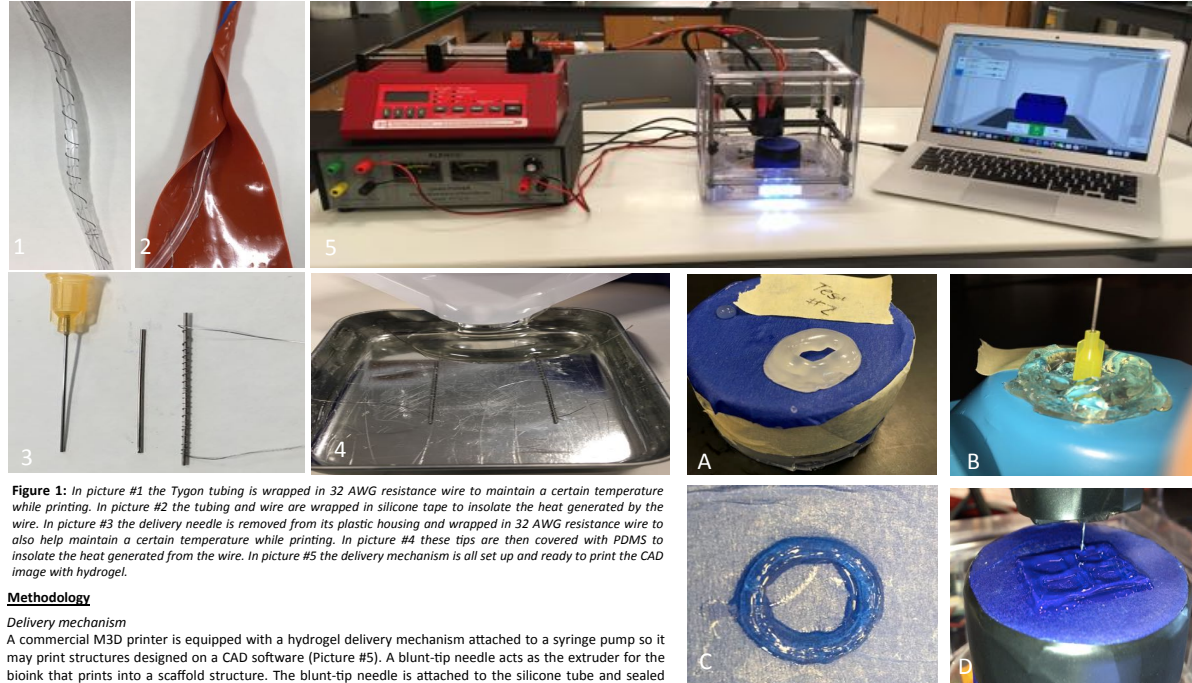 1
2
5
3
4
Test
#2
A
B
C
D
Figure 1: In picture #1 the Tygon tubing is wrapped in 32 AWG resistance wire to maintain a certain temperature
while printing. In picture #2 the tubing and wire are wrapped in silicone tape to insolate the heat generated by the
wire. In picture #3 the delivery needle is removed from its plastic housing and wrapped in 32 AWG resistance wire to
also help maintain a certain temperature while printing. In picture #4 these tips are then covered with PDMS to
insolate the heat generated from the wire. In picture #5 the delivery mechanism is all set up and ready to print the CAD
image with hydrogel.
Methodology
Delivery mechanism
A commercial M3D printer is equipped with a hydrogel delivery mechanism attached to a syringe pump so it
may print structures designed on a CAD software (Picture #5). A blunt-tip needle acts as the extruder for the
bioink that prints into a scaffold structure. The blunt-tip needle is attached to the silicone tube and sealed